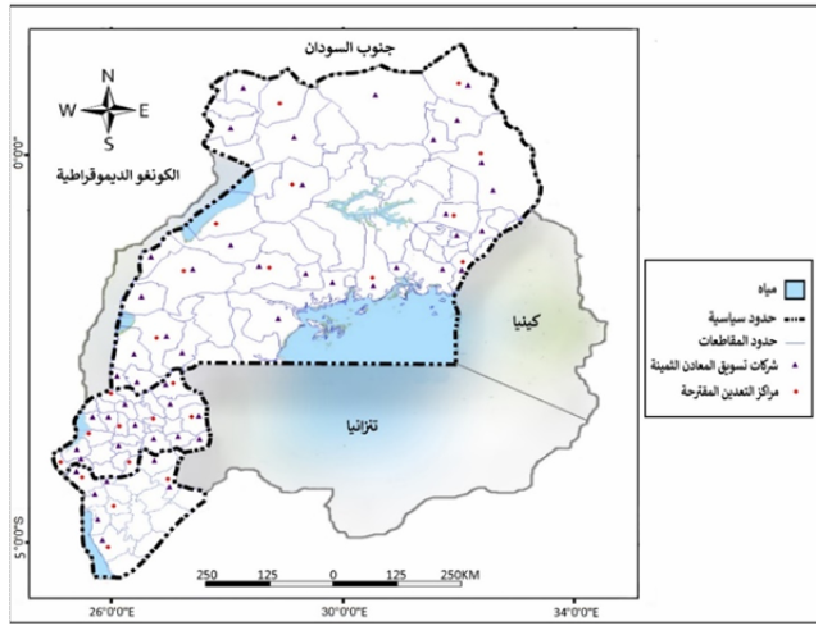 جنوب السودان
N
W E
S
الكونغو الديموقراطية
0°0'0"
كينيا
تنزانيا
مياه
حدود سياسية
حدود المقاطعات
شركات تسويق المعادن الثمينة
مراكز التعدين المقترحة
5°0'0"S
250 125 0 125 250KM
26°0'0"E 30°0'0"E 34°0'0"E